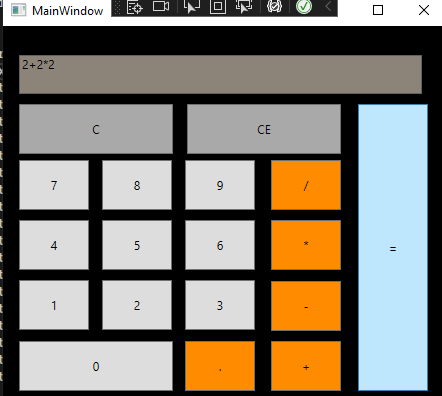 MainWindow
2+2*2
C CE
7 8 9 /
=
4 5 6 *
1 2 3 -
0 . +